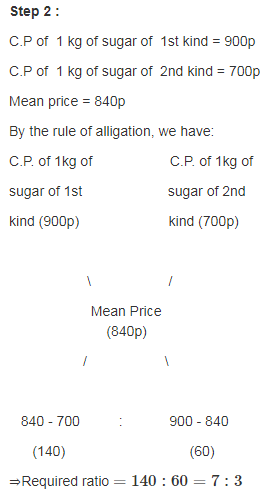 Step 2 :
C.P of 1 kg of sugar of 1st kind = 900p
C.P of 1 kg of sugar of 2nd kind = 700p
Mean price = 840p
By the rule of alligation, we have:
C.P. of 1kg of C.P. of 1kg of
sugar of 1st sugar of 2nd
kind (900p) kind (700p)
\ /
Mean Price
(840p)
/ \
840 - 700 : 900 - 840
(140) (60)
⇒Required ratio = 140 : 60 = 7 : 3